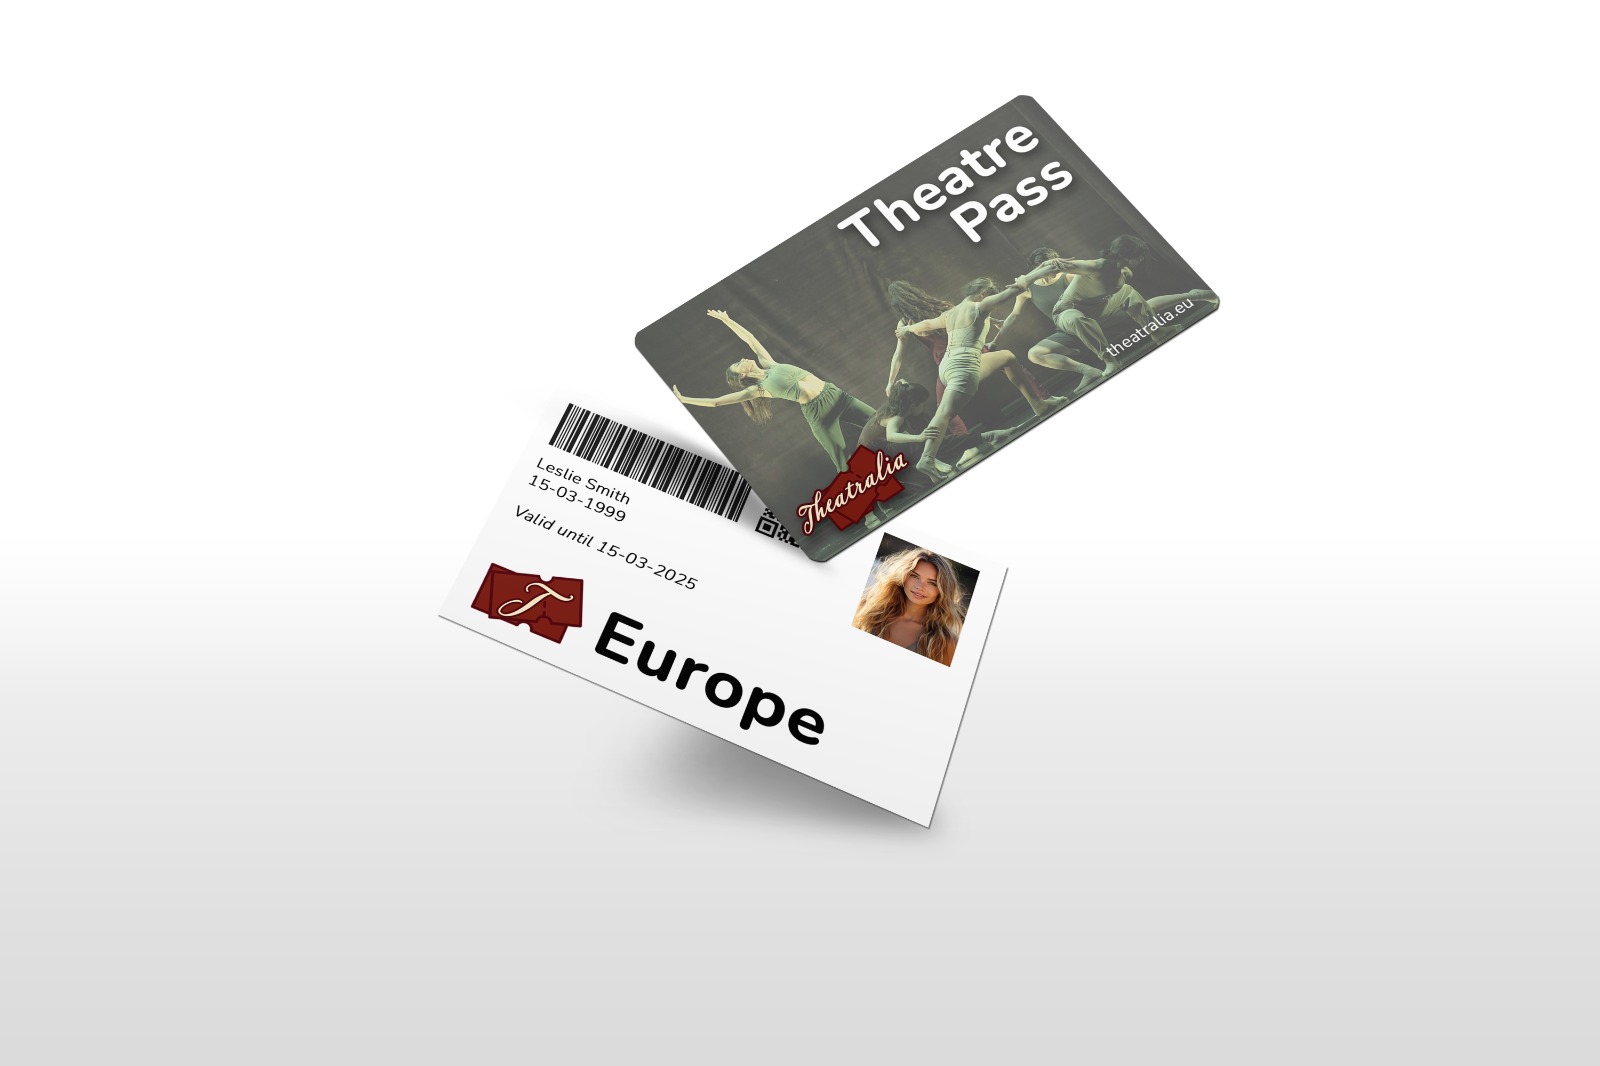 Theatre
Pass
theatralia.eu
Theatralia
Leslie Smith
15-03-1999
Valid until 15-03-2025
T
Europe